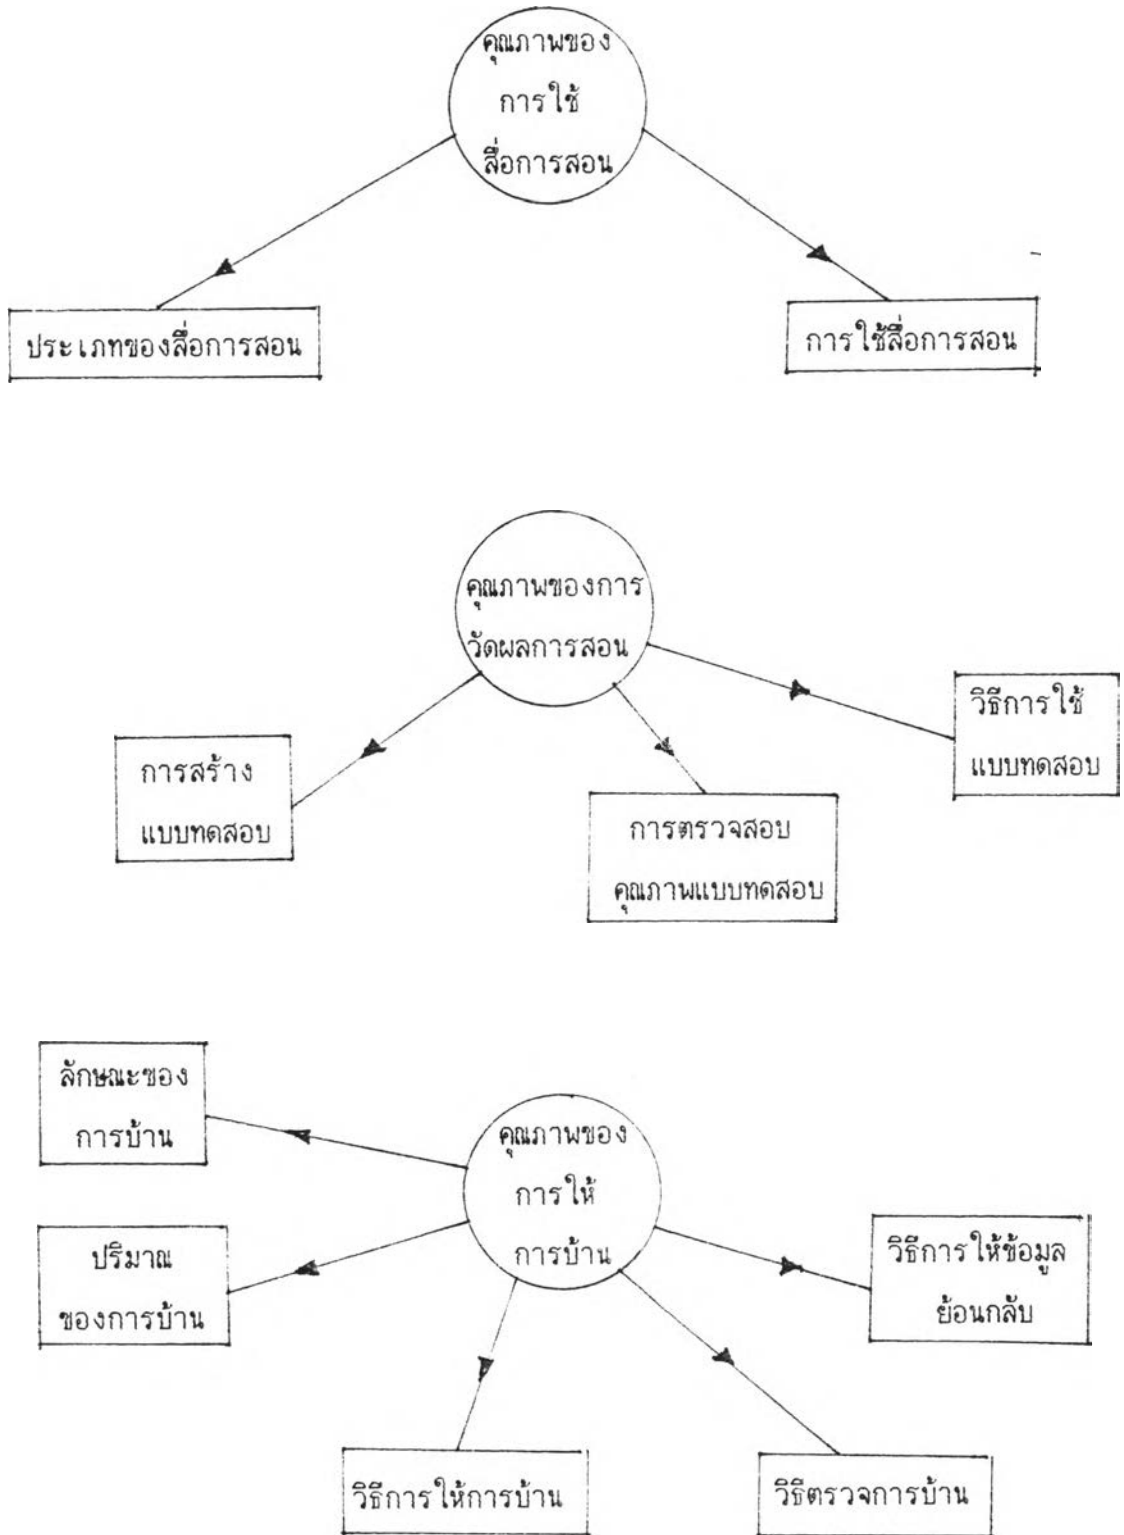 คุณภาพของ
การใช้
สื่อการสอน
ประเภทของสื่อการสอน
การใช้สื่อการสอน
คุณภาพของการ
วัดผลการสอน
วิธีการใช้
แบบทดสอบ
การสร้าง
แบบทดสอบ
การตรวจสอบ
คุณภาพแบบทดสอบ
ลักษณะของ
การบ้าน
คุณภาพของ
การให้
การบ้าน
ปริมาณ
ของการบ้าน
วิธีการให้ข้อมูล
ย้อนกลับ
วิธีการให้การบ้าน
วิธีตรวจการบ้าน